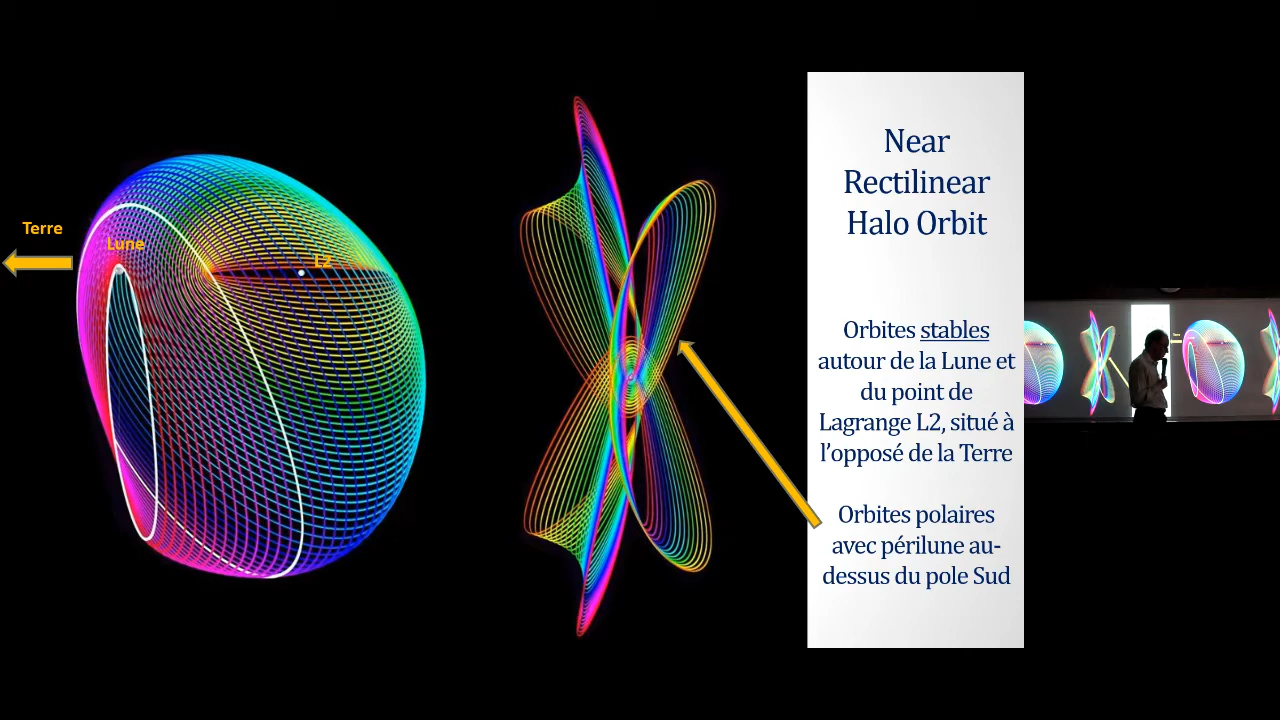 Terre
Lune
L2
Near
Rectilinear
Halo Orbit
Orbites stables
autour de la Lune et
du point de
Lagrange L2, situé à
l’opposé de la Terre
Orbites polaires
avec périlune au-
dessus du pole Sud